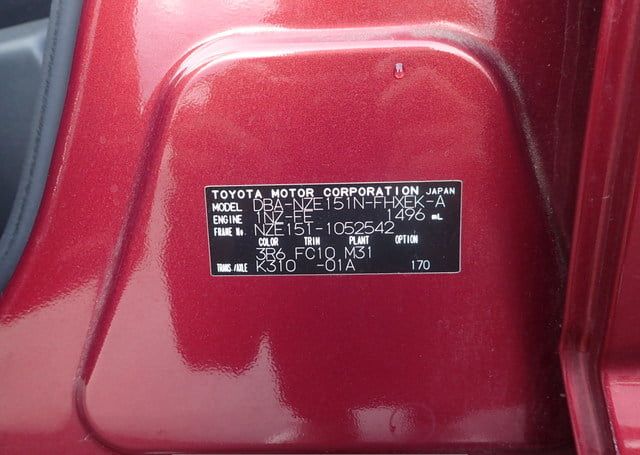 TOYOTA MOTOR CORPORATION JAPAN
MODEL DBA-NZE151N-FHXEK-A
ENGINE 1NZ-FE 1496 mL
FRAME No. NZE151-1052542
COLOR TRIM PLANT OPTION
3R6 FC10 M31
TRANS/AXLE K310 -01A 170